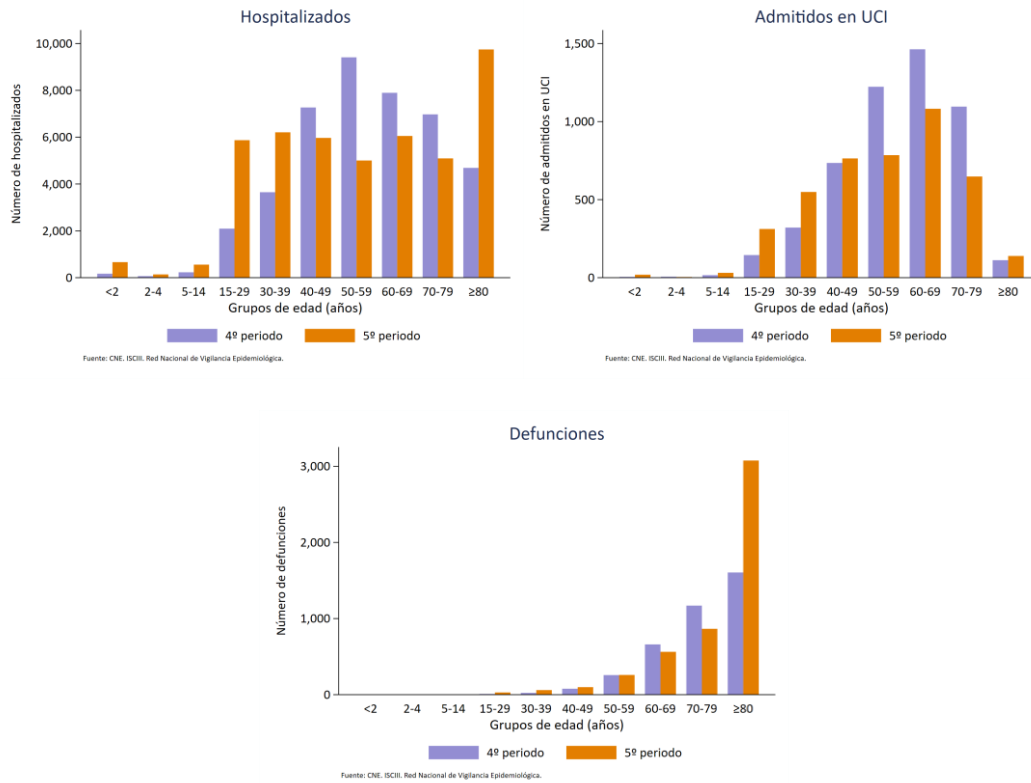 Hospitalizados
Número de hospitalizados
10,000
8,000
6,000
4,000
2,000
0
<2 2-4 5-14 15-29 30-39 40-49 50-59 60-69 70-79 ≥80
Grupos de edad (años)
4º periodo 5º periodo
Fuente: CNE. ISCIII. Red Nacional de Vigilancia Epidemiológica.
Admitidos en UCI
Número de admitidos en UCI
1,500
1,000
500
0
<2 2-4 5-14 15-29 30-39 40-49 50-59 60-69 70-79 ≥80
Grupos de edad (años)
4º periodo 5º periodo
Fuente: CNE. ISCIII. Red Nacional de Vigilancia Epidemiológica.
Defunciones
Número de defunciones
3,000
2,000
1,000
0
<2 2-4 5-14 15-29 30-39 40-49 50-59 60-69 70-79 ≥80
Grupos de edad (años)
4º periodo 5º periodo
Fuente: CNE. ISCIII. Red Nacional de Vigilancia Epidemiológica.